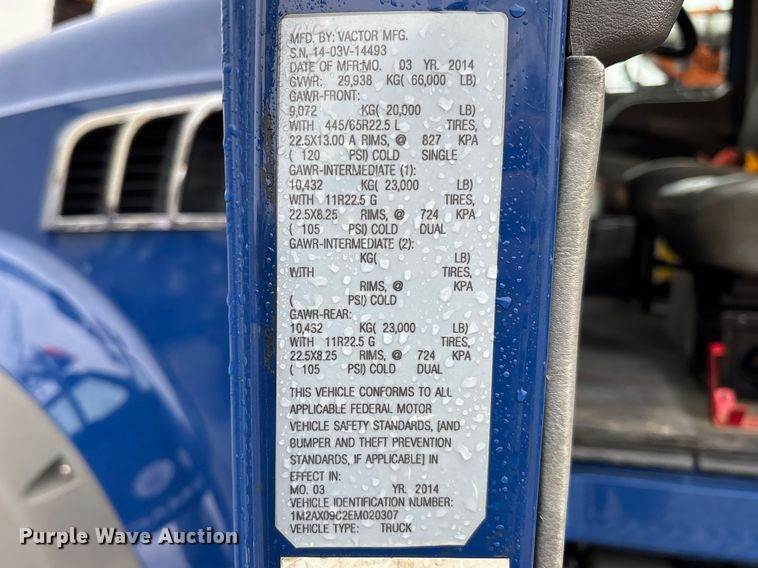 MFD. BY: VACTOR MFG.
S.N. 14-03V-14493
DATE OF MFR:MO. 03 YR. 2014
GVWR: 29,938 KG( 66,000 LB)
GAWR-FRONT:
9,072 KG( 20,000 LB)
WITH 445/65R22.5 L TIRES,
22.5X13.00 A RIMS, @ 827 KPA
( 120 PSI) COLD SINGLE
GAWR-INTERMEDIATE (1):
10,432 KG( 23,000 LB)
WITH 11R22.5 G TIRES,
22.5X8.25 RIMS, @ 724 KPA
( 105 PSI) COLD DUAL
GAWR-INTERMEDIATE (2):
KG( LB)
WITH TIRES,
RIMS, @ KPA
( PSI) COLD
GAWR-REAR:
10,432 KG( 23,000 LB)
WITH 11R22.5 G TIRES,
22.5X8.25 RIMS, @ 724 KPA
( 105 PSI) COLD DUAL
THIS VEHICLE CONFORMS TO ALL
APPLICABLE FEDERAL MOTOR
VEHICLE SAFETY STANDARDS, [AND
BUMPER AND THEFT PREVENTION
STANDARDS, IF APPLICABLE] IN
EFFECT IN:
MO. 03 YR. 2014
VEHICLE IDENTIFICATION NUMBER:
1M2AX09C2EM020307
VEHICLE TYPE: TRUCK
Purple Wave Auction